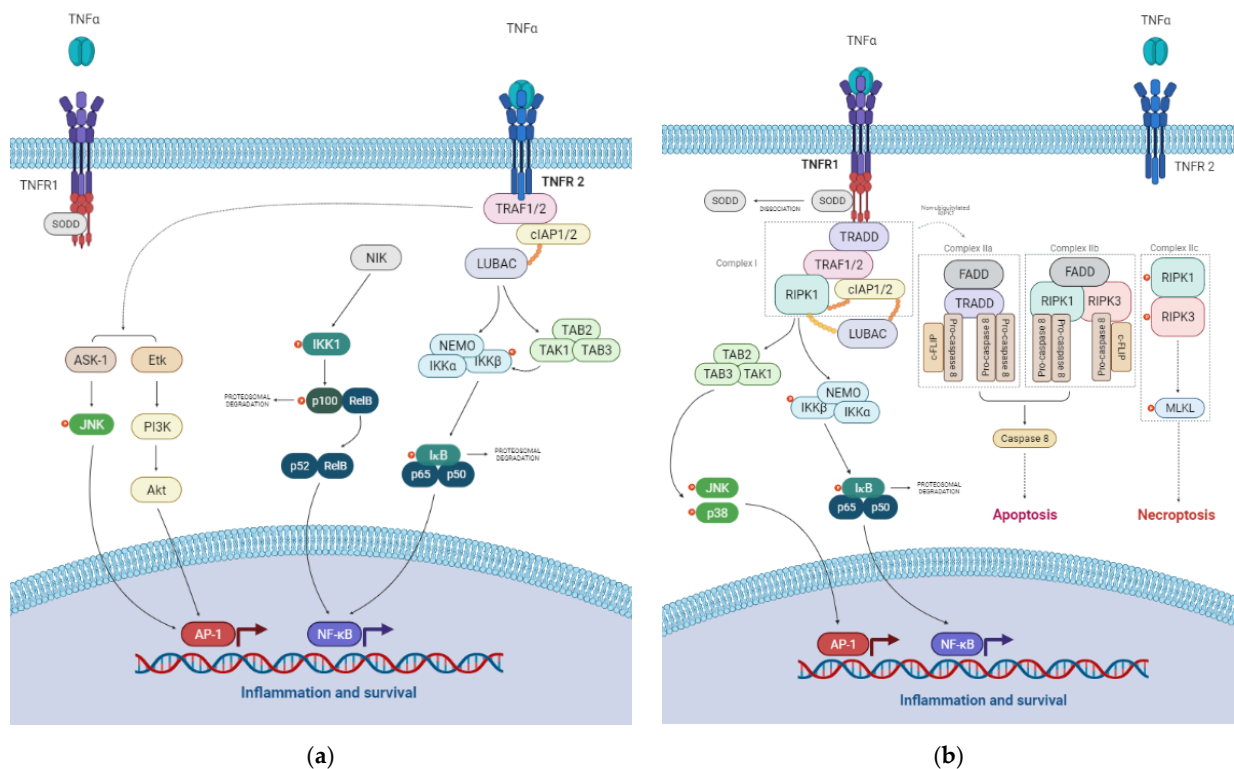 TNFα
TNFα
TNFR1
SODD
TNFR 2
TRAF1/2
cIAP1/2
LUBAC
NIK
ASK-1
Etk
IKK1
NEMO
IKKα
IKKβ
P
TAB2
TAK1
TAB3
P
PROTEOSOMAL
DEGRADATION
P
p100
RelB
P
JNK
PI3K
p52
RelB
Akt
P
IκB
p65
p50
PROTEOSOMAL
DEGRADATION
AP-1
NF-κB
Inflammation and survival
(a)
TNFα
TNFα
TNFR1
TNFR 2
SODD
DISSOCIATION
SODD
Non-ubiquitylated
RIPK1
Complex I
TRADD
TRAF1/2
RIPK1
cIAP1/2
LUBAC
Complex IIa
FADD
TRADD
c-FLIP
Pro-caspase 8
Pro-caspase 8
Pro-caspase 8
Complex IIb
FADD
RIPK1
RIPK3
Pro-caspase 8
Pro-caspase 8
Pro-caspase 8
c-FLIP
Complex IIc
P
RIPK1
P
RIPK3
P
MLKL
TAB2
TAB3
TAK1
NEMO
P
IKKβ
IKKα
Caspase 8
P
JNK
P
p38
P
IκB
p65
p50
PROTEOSOMAL
DEGRADATION
Apoptosis
Necroptosis
AP-1
NF-κB
Inflammation and survival
(b)